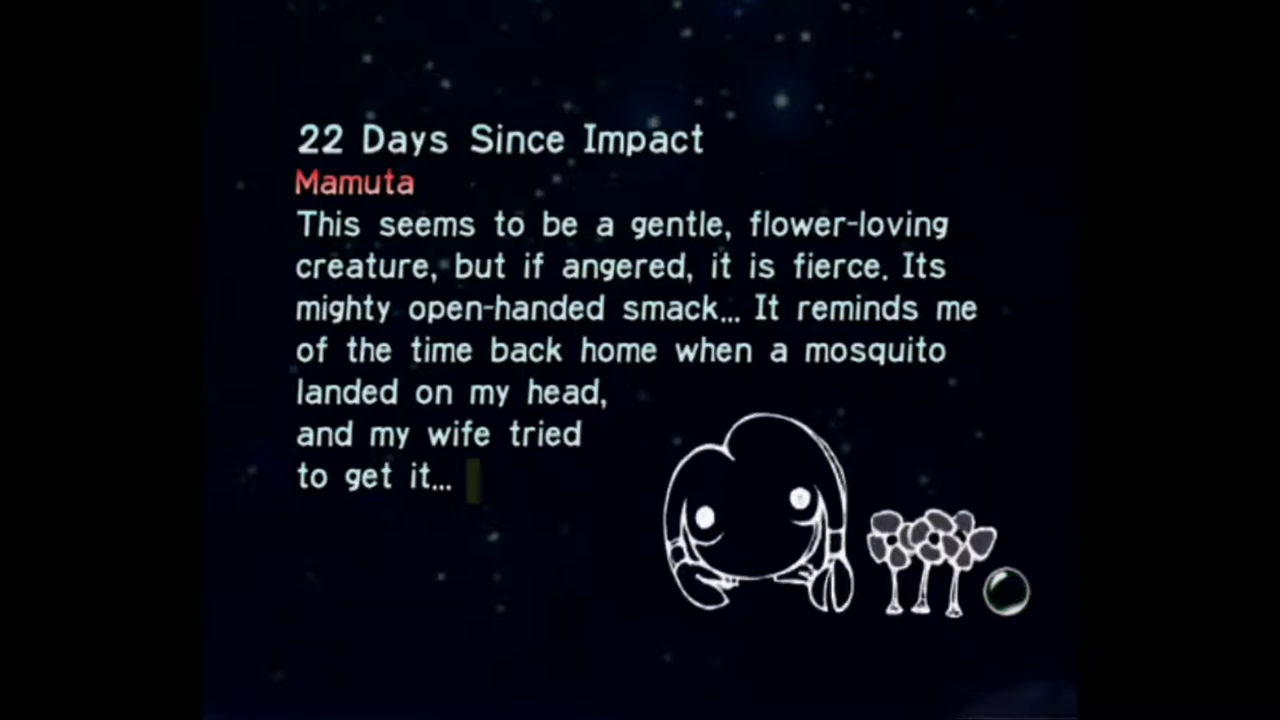 22 Days Since Impact
Mamuta
This seems to be a gentle, flower-loving
creature, but if angered, it is fierce. Its
mighty open-handed smack... It reminds me
of the time back home when a mosquito
landed on my head,
and my wife tried
to get it...